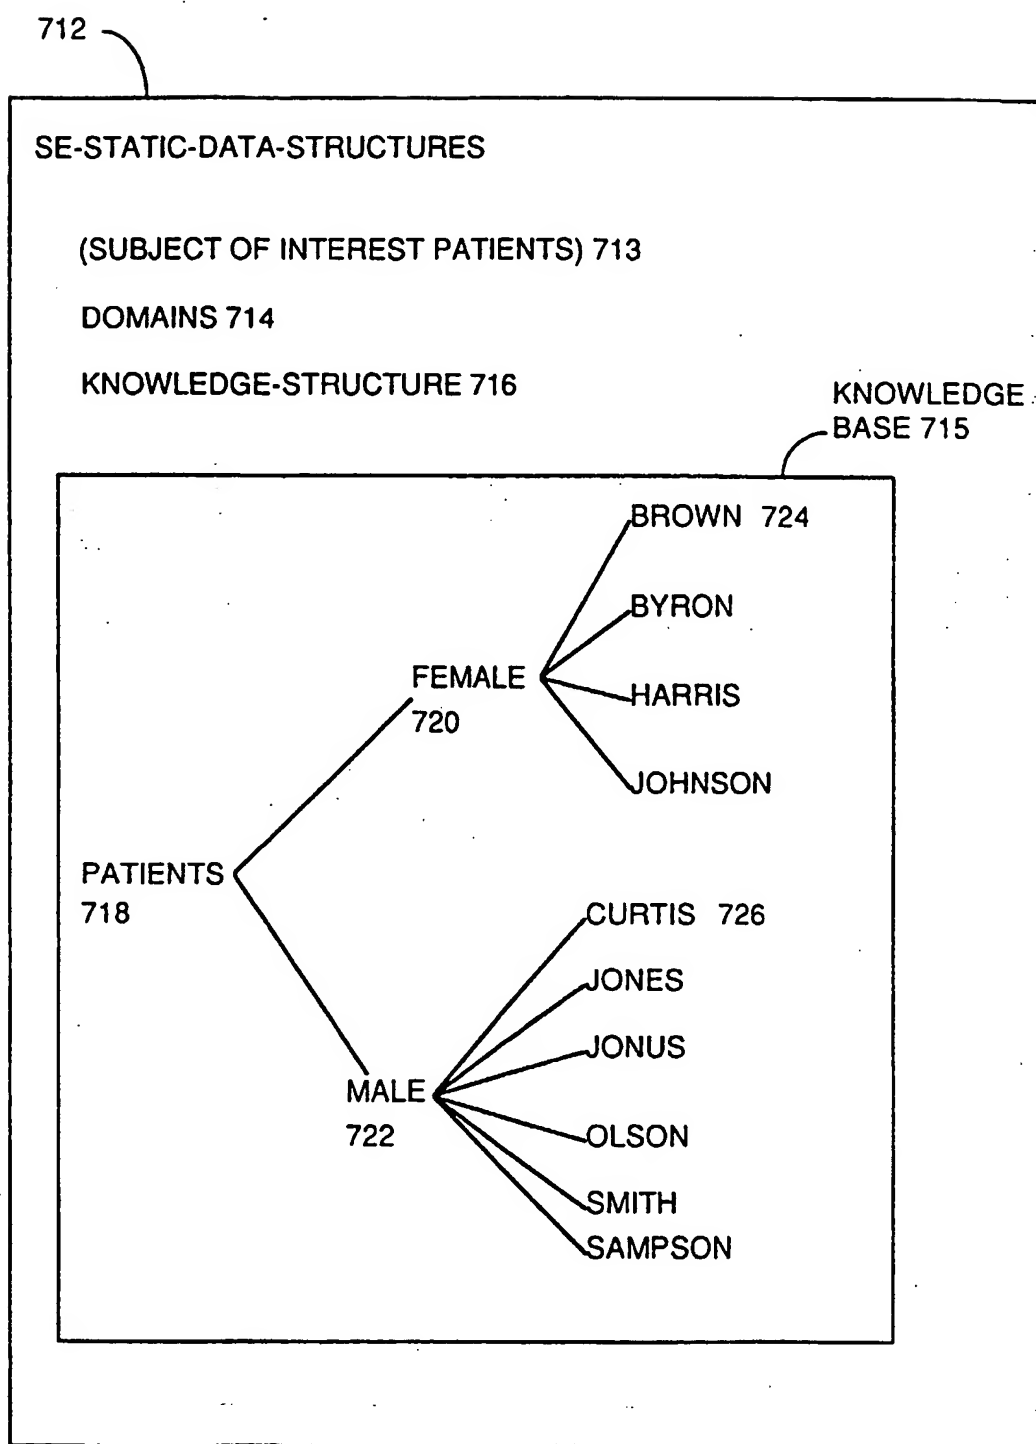 712
SE-STATIC-DATA-STRUCTURES
(SUBJECT OF INTEREST PATIENTS) 713
DOMAINS 714
KNOWLEDGE-STRUCTURE 716
KNOWLEDGE
BASE 715
BROWN 724
BYRON
FEMALE
720
HARRIS
JOHNSON
PATIENTS
718
CURTIS 726
JONES
JONUS
MALE
722
OLSON
SMITH
SAMPSON